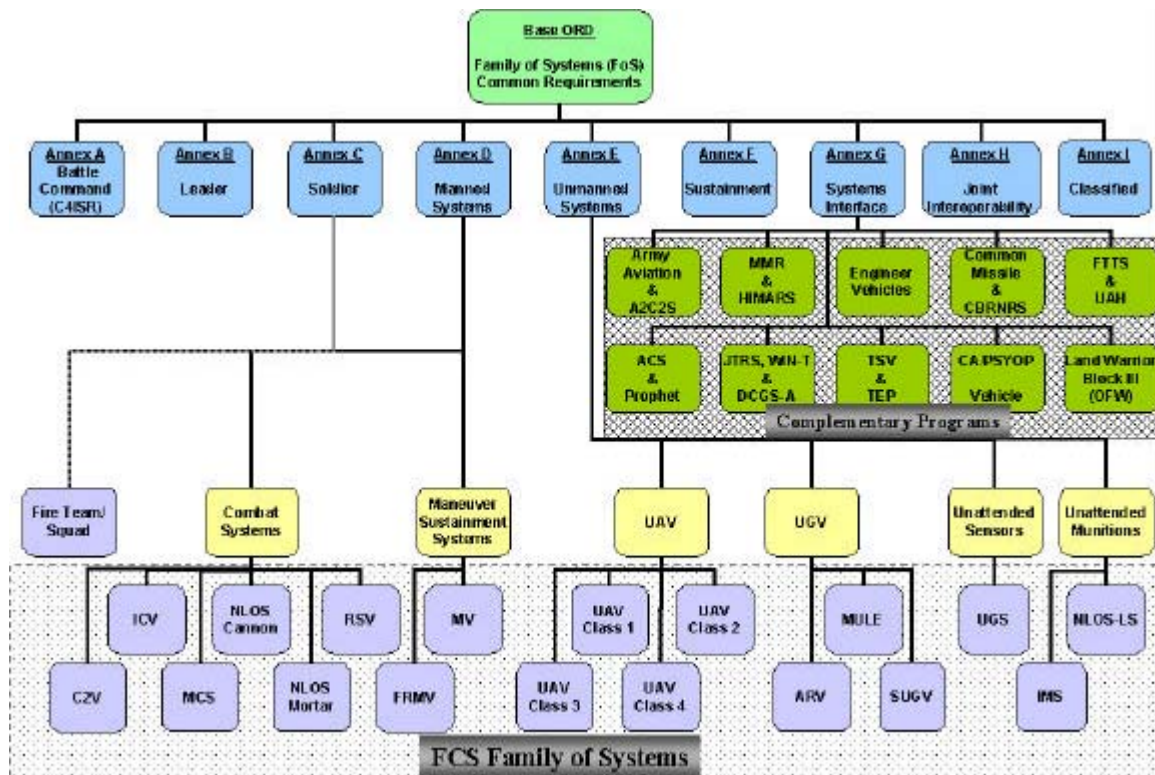 Base ORD
Family of Systems (FoS)
Common Requirements
Annex A
Battle
Command
(C4ISR)
Annex B
Leader
Annex C
Soldier
Annex D
Manned
Systems
Annex E
Unmanned
Systems
Annex F
Sustainment
Annex G
Systems
Interface
Annex H
Joint
Interoperability
Annex I
Classified
Army
Aviation
&
A2C2S
MMR
&
HIMARS
Engineer
Vehicles
Common
Missile
&
CBRNRS
FTTS
&
UAH
ACS
&
Prophet
JTRS, WIN-T
&
DCGS-A
TSV
&
TEP
CA/PSYOP
Vehicle
Land Warrior
Block III
(OFW)
Complementary Programs
Fire Team/
Squad
Combat
Systems
Maneuver
Sustainment
Systems
UAV
UGV
Unattended
Sensors
Unattended
Munitions
ICV
NLOS
Cannon
RSV
MV
UAV
Class 1
UAV
Class 2
MULE
UGS
NLOS-LS
C2V
MCS
NLOS
Mortar
FRMV
UAV
Class 3
UAV
Class 4
ARV
SUGV
IMS
FCS Family of Systems